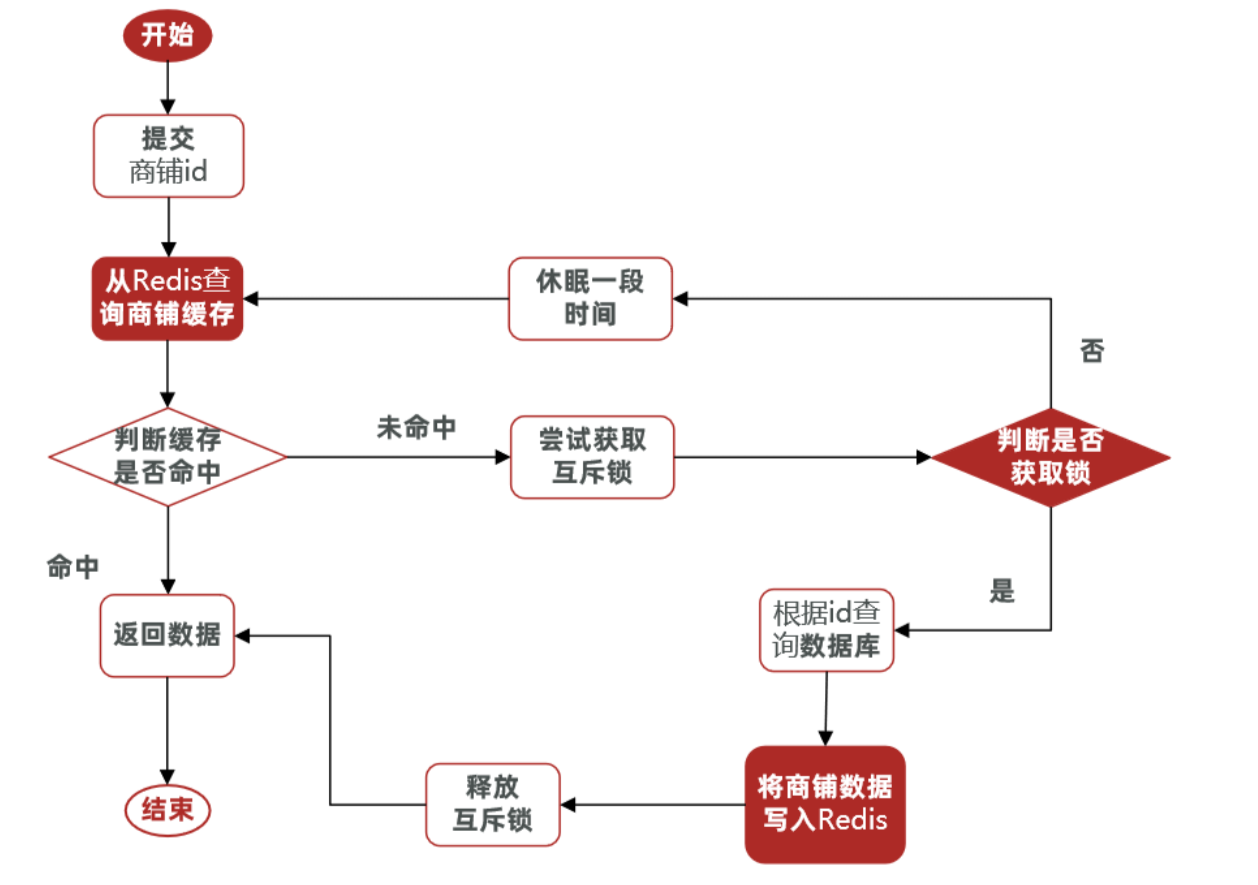 开始
提交
商铺id
从Redis查
询商铺缓存
休眠一段
时间
否
判断缓存
是否命中
未命中
尝试获取
互斥锁
判断是否
获取锁
命中
是
返回数据
根据id查
询数据库
将商铺数据
写入Redis
释放
互斥锁
结束